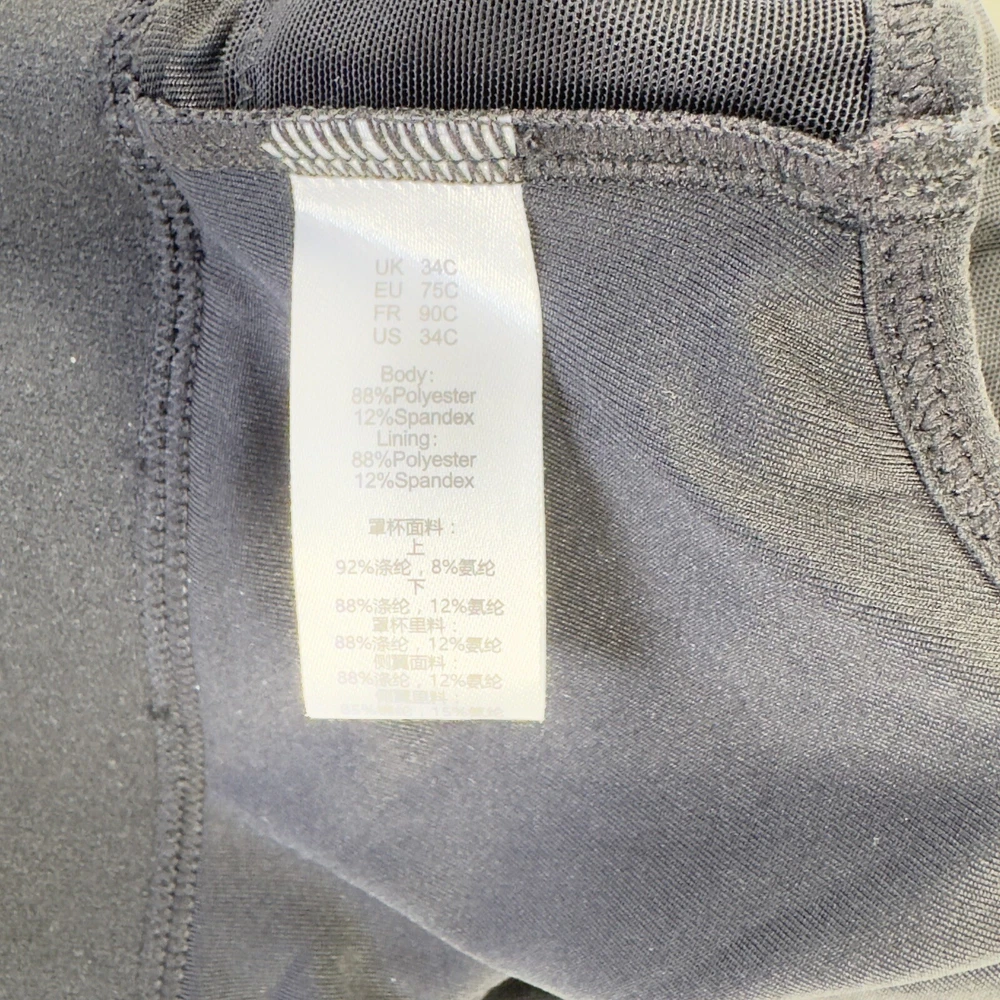 UK 34C
EU 75C
FR 90C
US 34C
Body:
88%Polyester
12%Spandex
Lining:
88%Polyester
12%Spandex
罩杯面料：
上
92%涤纶，8%氨纶
下
88%涤纶，12%氨纶
罩杯里料：
88%涤纶，12%氨纶
侧翼面料：
88%涤纶，12%氨纶